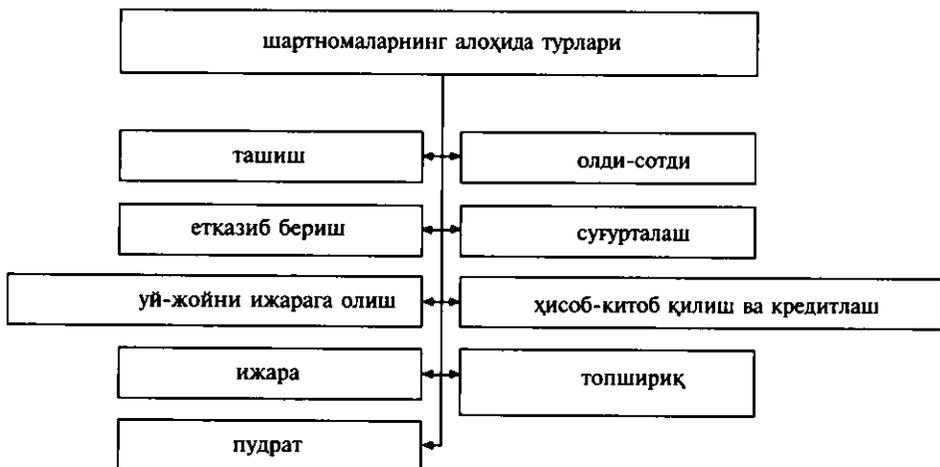 шартномаларнинг алоҳида турлари
ташиш
олди-сотди
етказиб бериш
суғурталаш
уй-жойни ижарага олиш
ҳисоб-китоб қилиш ва кредитлаш
ижара
топшириқ
пудрат